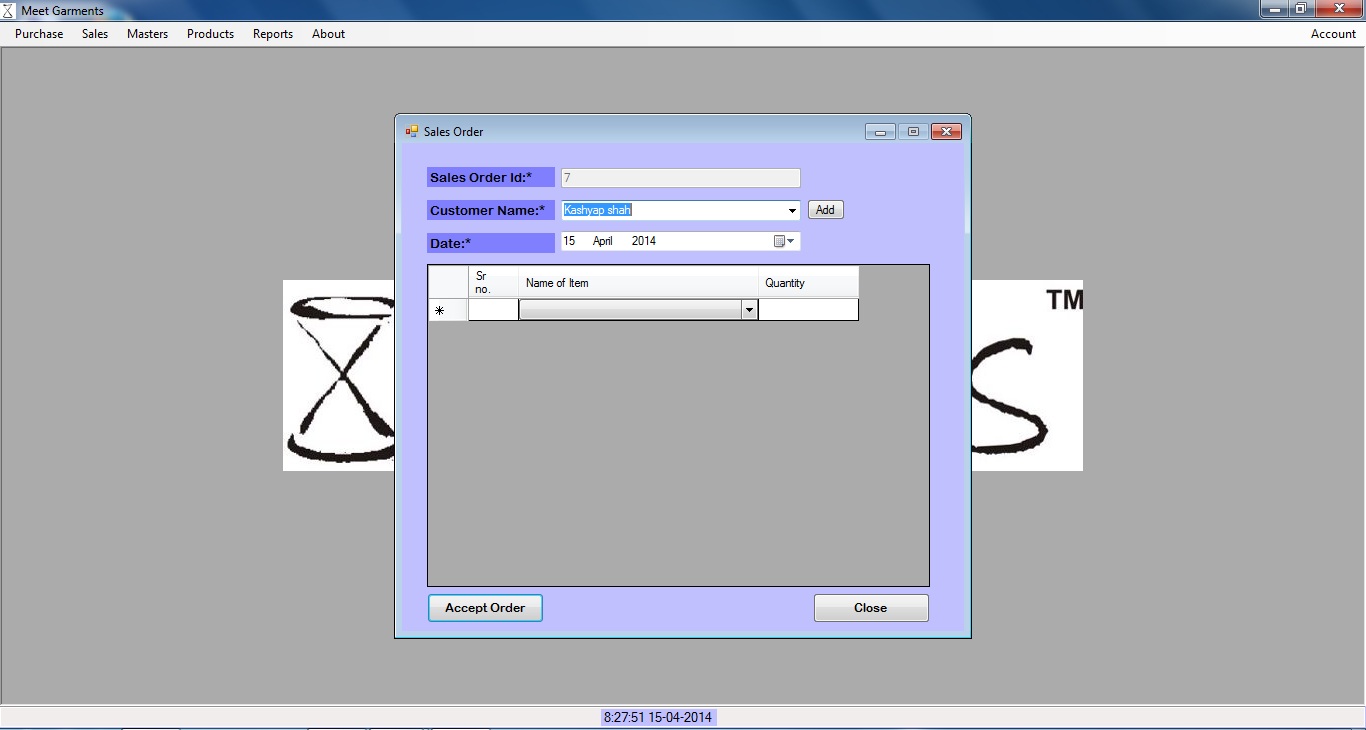 Meet Garments
Purchase Sales Masters Products Reports About Account
Sales Order
Sales Order Id:* 7
Customer Name:* Kashyap shah Add
Date:* 15 April 2014
Sr no. Name of Item Quantity
TM
S
Accept Order Close
8:27:51 15-04-2014